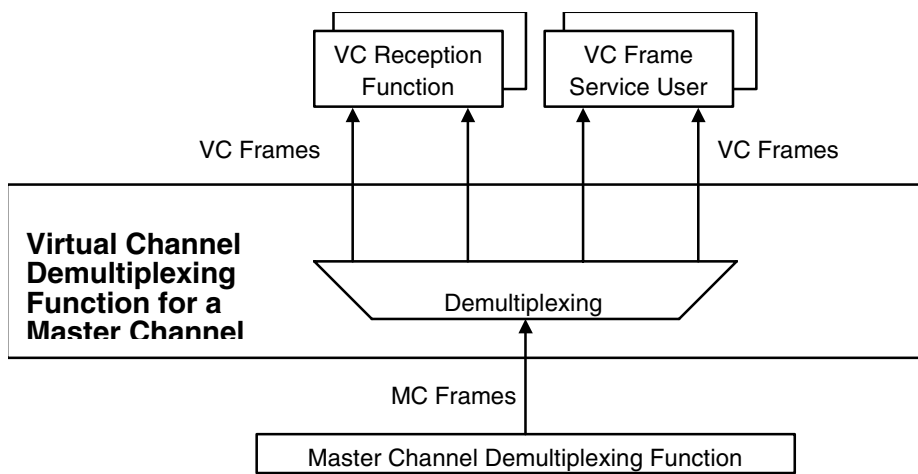 VC Reception
Function
VC Frame
Service User
VC Frames
VC Frames
Virtual Channel
Demultiplexing
Function for a
Master Channel
Demultiplexing
MC Frames
Master Channel Demultiplexing Function